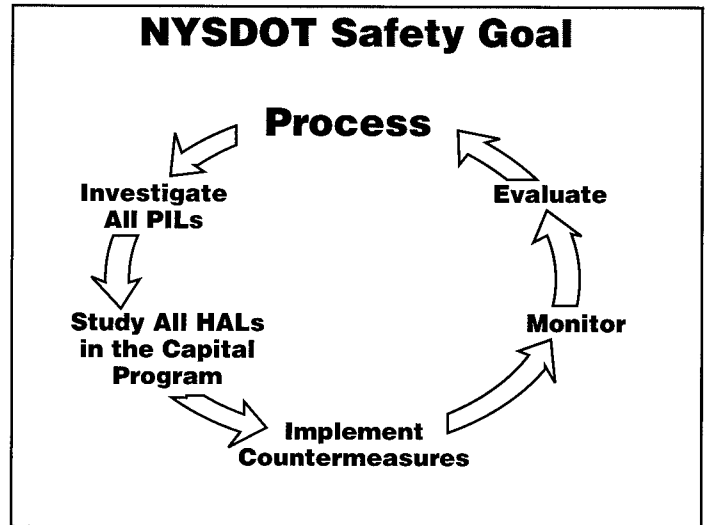 NYSDOT Safety Goal
Process
Investigate
All PILs
Study All HALs
in the Capital
Program
Implement
Countermeasures
Monitor
Evaluate